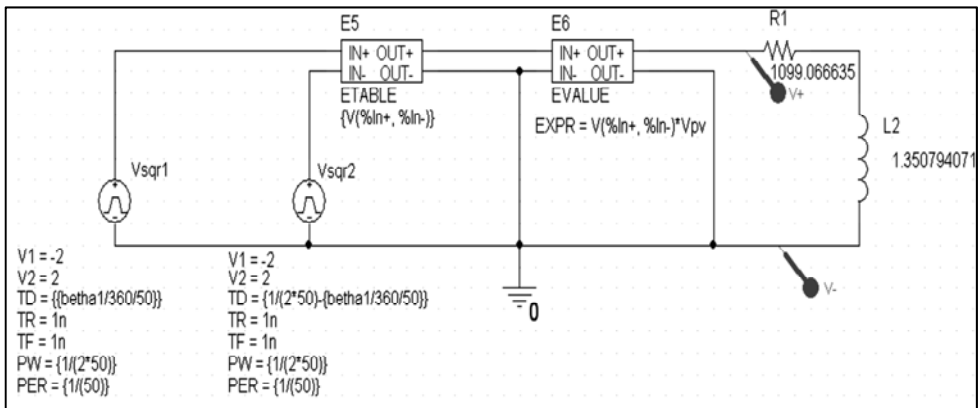 E5
E6
R1
IN+ OUT+
IN- OUT-
IN+ OUT+
IN- OUT-
1099.066635
ETABLE
{V(%In+, %In-)}
EVALUE
EXPR = V(%In+, %In-)*Vpv
V+
L2
1.350794071
Vsqr1
Vsqr2
V1 = -2
V2 = 2
TD = {{betha1/360/50}}
TR = 1n
TF = 1n
PW = {1/(2*50)}
PER = {1/(50)}
V1 = -2
V2 = 2
TD = {1/(2*50)-{betha1/360/50}}
TR = 1n
TF = 1n
PW = {1/(2*50)}
PER = {1/(50)}
0
V-